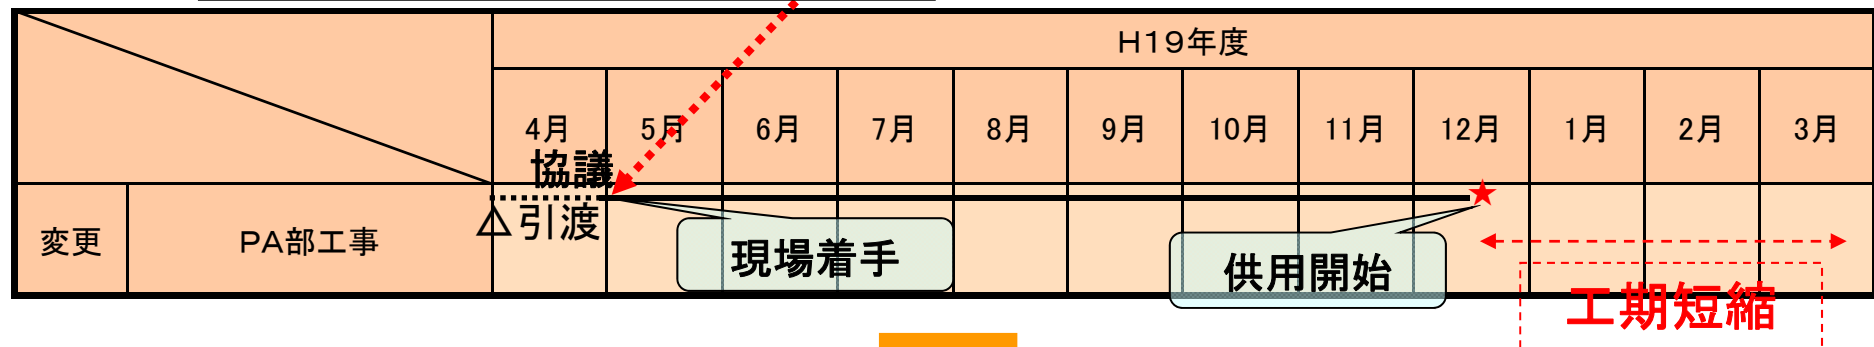 H19年度
4月 5月 6月 7月 8月 9月 10月 11月 12月 1月 2月 3月
協議
変更 PA部工事 △引渡 現場着手 供用開始
工期短縮